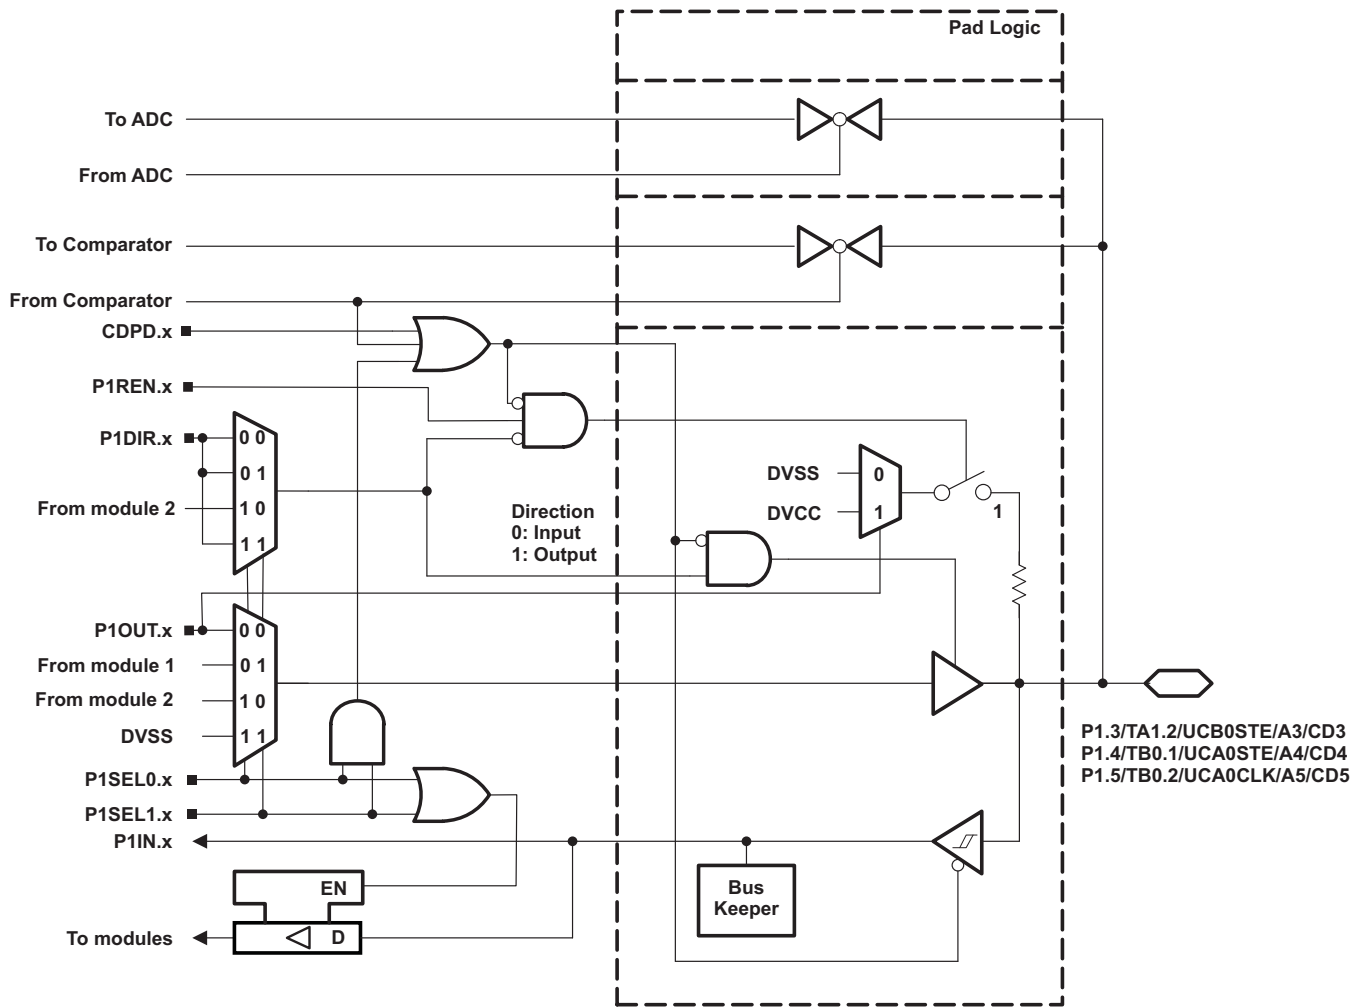 Pad Logic
To ADC
From ADC
To Comparator
From Comparator
CDPD.x
P1REN.x
P1DIR.x
0 0
0 1
From module 2
1 0
1 1
Direction
0: Input
1: Output
DVSS
0
DVCC
1
1
P1OUT.x
0 0
From module 1
0 1
From module 2
1 0
DVSS
1 1
P1.3/TA1.2/UCB0STE/A3/CD3
P1.4/TB0.1/UCA0STE/A4/CD4
P1.5/TB0.2/UCA0CLK/A5/CD5
P1SEL0.x
P1SEL1.x
P1IN.x
EN
Bus
Keeper
To modules
D